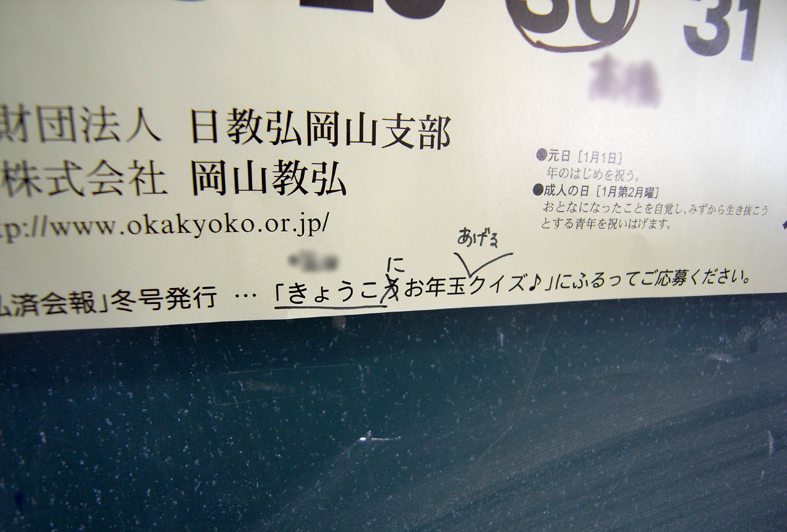 30 31
財団法人 日教弘岡山支部
株式会社 岡山教弘
://www.okakyoko.or.jp/
●元日 [1月1日]
年のはじめを祝う。
●成人の日 [1月第2月曜]
おとなになったことを自覚し、みずから生き抜こう
とする青年を祝いはげます。
あげる
に
済会報」冬号発行 … 「きょうこうお年玉クイズ♪」にふるってご応募ください。